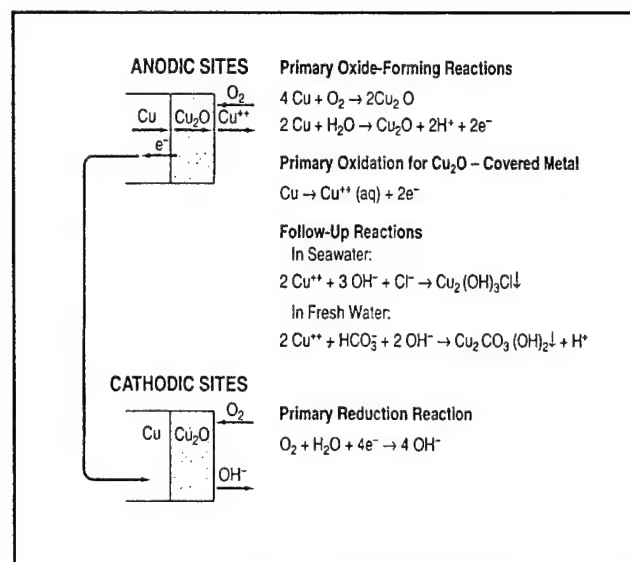 ANODIC SITES
Cu
Cu₂O
O₂
Cu⁺⁺
e⁻
Primary Oxide-Forming Reactions
4 Cu + O₂ → 2Cu₂ O
2 Cu + H₂O → Cu₂O + 2H⁺ + 2e⁻
Primary Oxidation for Cu₂O – Covered Metal
Cu → Cu⁺⁺ (aq) + 2e⁻
Follow-Up Reactions
In Seawater:
2 Cu⁺⁺ + 3 OH⁻ + Cl⁻ → Cu₂ (OH)₃Cl↓
In Fresh Water:
2 Cu⁺⁺ + HCO₃⁻ + 2 OH⁻ → Cu₂CO₃ (OH)₂↓ + H⁺
CATHODIC SITES
Cu
Cu₂O
O₂
OH⁻
Primary Reduction Reaction
O₂ + H₂O + 4e⁻ → 4 OH⁻